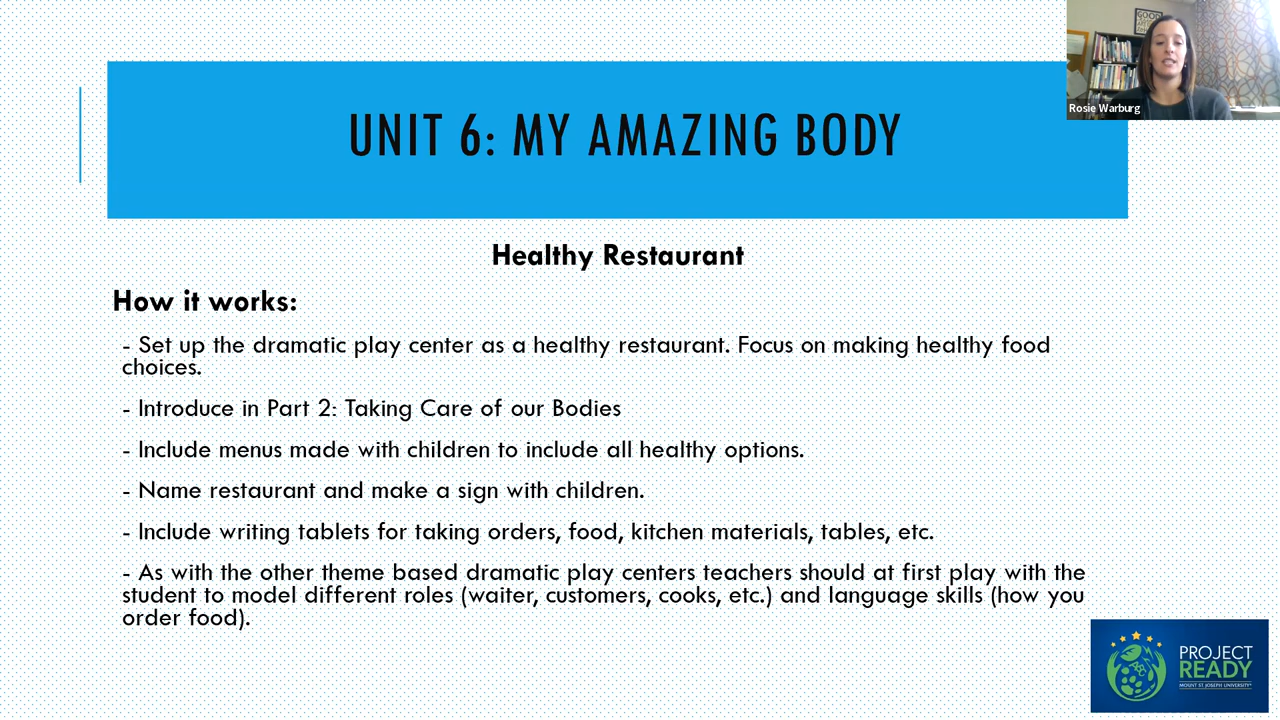 UNIT 6: MY AMAZING BODY
Rosie Warburg
Healthy Restaurant
How it works:
- Set up the dramatic play center as a healthy restaurant. Focus on making healthy food
choices.
- Introduce in Part 2: Taking Care of our Bodies
- Include menus made with children to include all healthy options.
- Name restaurant and make a sign with children.
- Include writing tablets for taking orders, food, kitchen materials, tables, etc.
- As with the other theme based dramatic play centers teachers should at first play with the
student to model different roles (waiter, customers, cooks, etc.) and language skills (how you
order food).
PROJECT
READY
MOUNT ST. JOSEPH UNIVERSITY